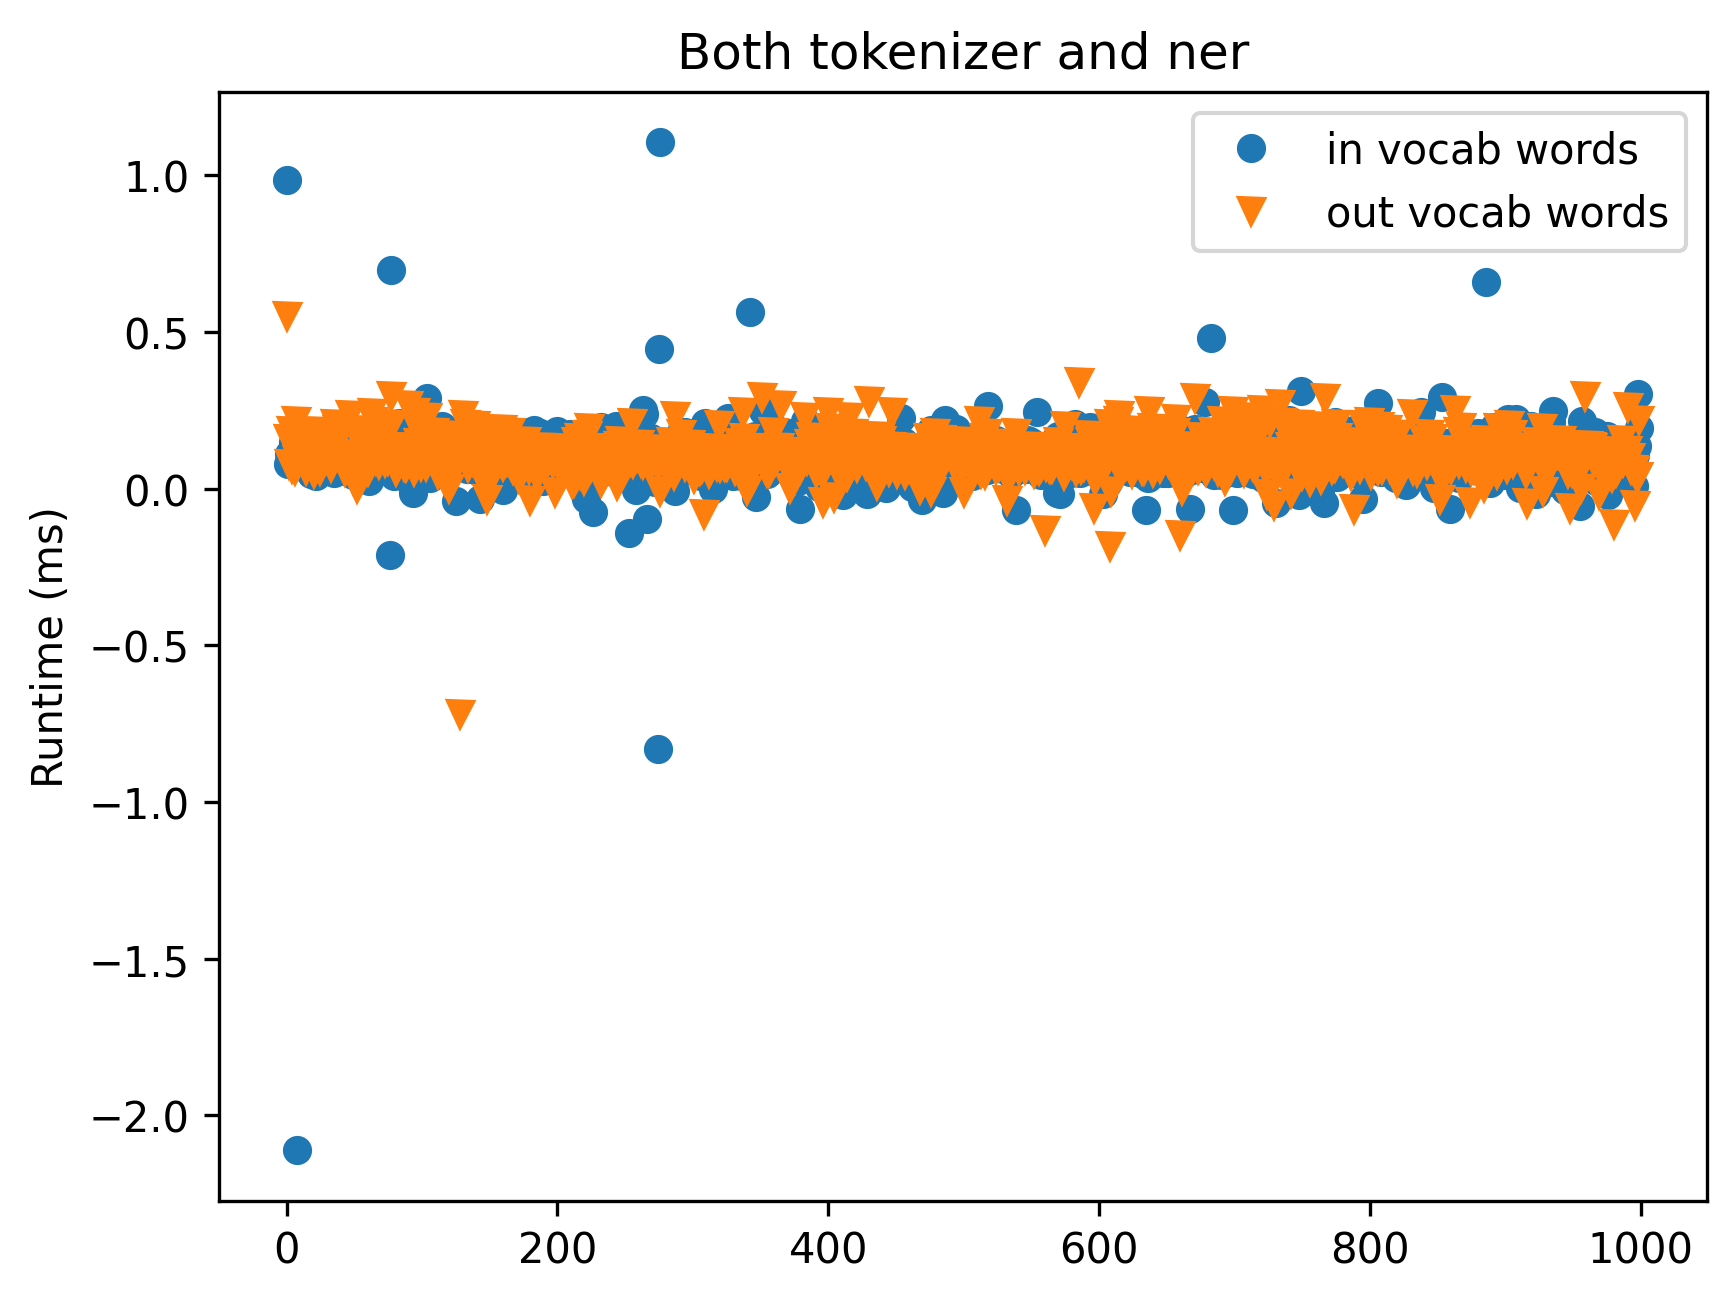 Both tokenizer and ner
in vocab words
out vocab words
Runtime (ms)
1.0
0.5
0.0
−0.5
−1.0
−1.5
−2.0
0 200 400 600 800 1000